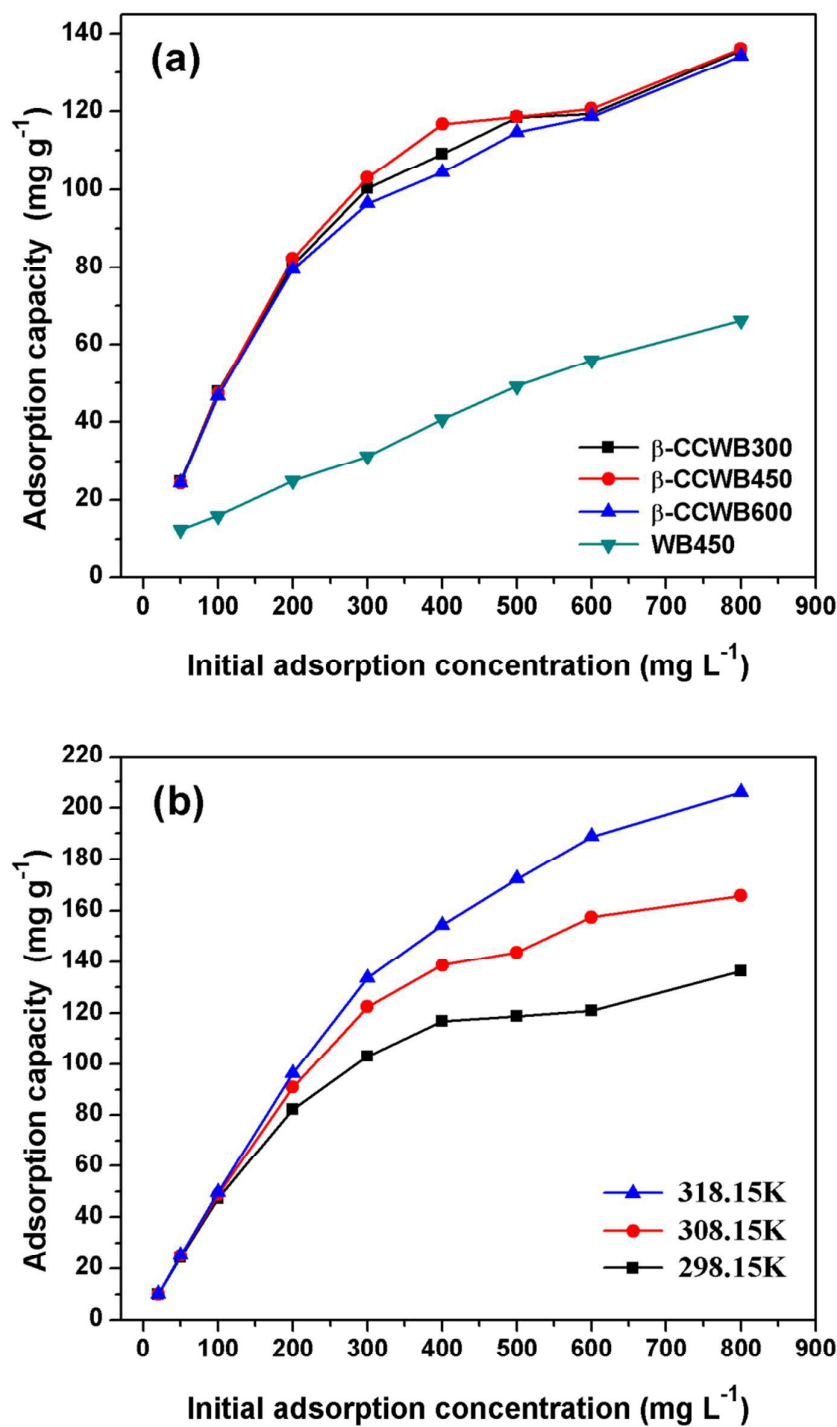 (a)
Adsorption capacity (mg g⁻¹)
140
120
100
80
60
40
20
0
β-CCWB300
β-CCWB450
β-CCWB600
WB450
0 100 200 300 400 500 600 700 800 900
Initial adsorption concentration (mg L⁻¹)
(b)
Adsorption capacity (mg g⁻¹)
220
200
180
160
140
120
100
80
60
40
20
0
318.15K
308.15K
298.15K
0 100 200 300 400 500 600 700 800 900
Initial adsorption concentration (mg L⁻¹)